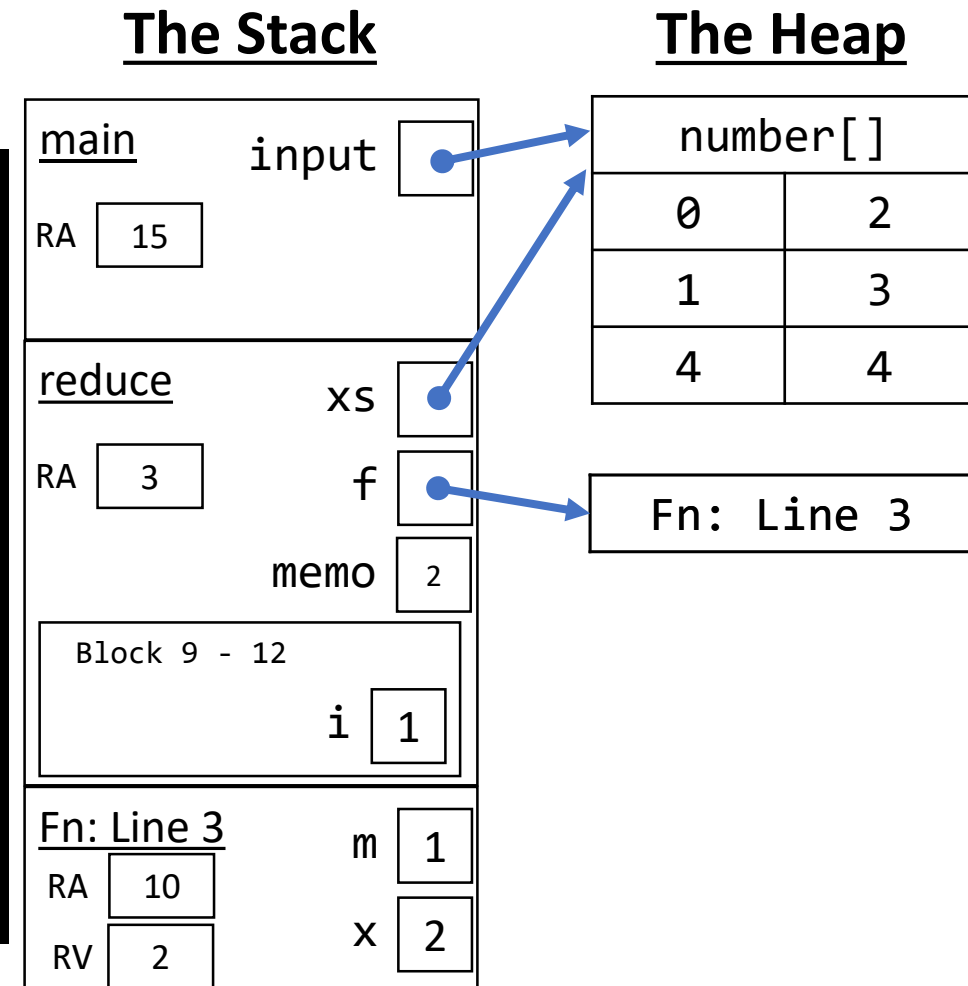 The Stack
main
input
RA 15
reduce
xs
RA 3
f
memo 2
Block 9 - 12
i 1
Fn: Line 3
m 1
RA 10
x 2
RV 2
The Heap
number[]
0 2
1 3
4 4
Fn: Line 3